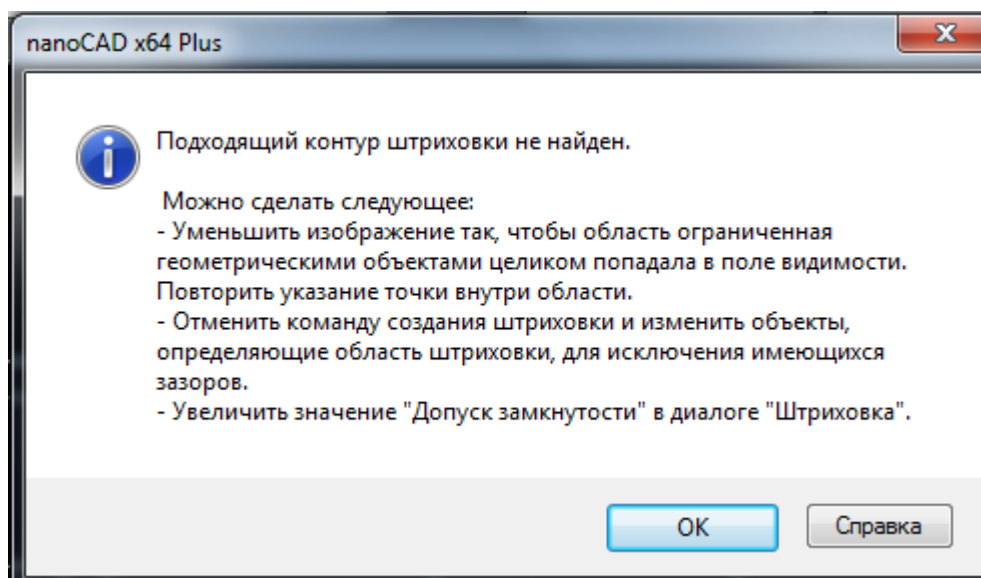 nanoCAD x64 Plus
Подходящий контур штриховки не найден.
Можно сделать следующее:
- Уменьшить изображение так, чтобы область ограниченная
геометрическими объектами целиком попадала в поле видимости.
Повторить указание точки внутри области.
- Отменить команду создания штриховки и изменить объекты,
определяющие область штриховки, для исключения имеющихся
зазоров.
- Увеличить значение "Допуск замкнутости" в диалоге "Штриховка".
OK
Справка